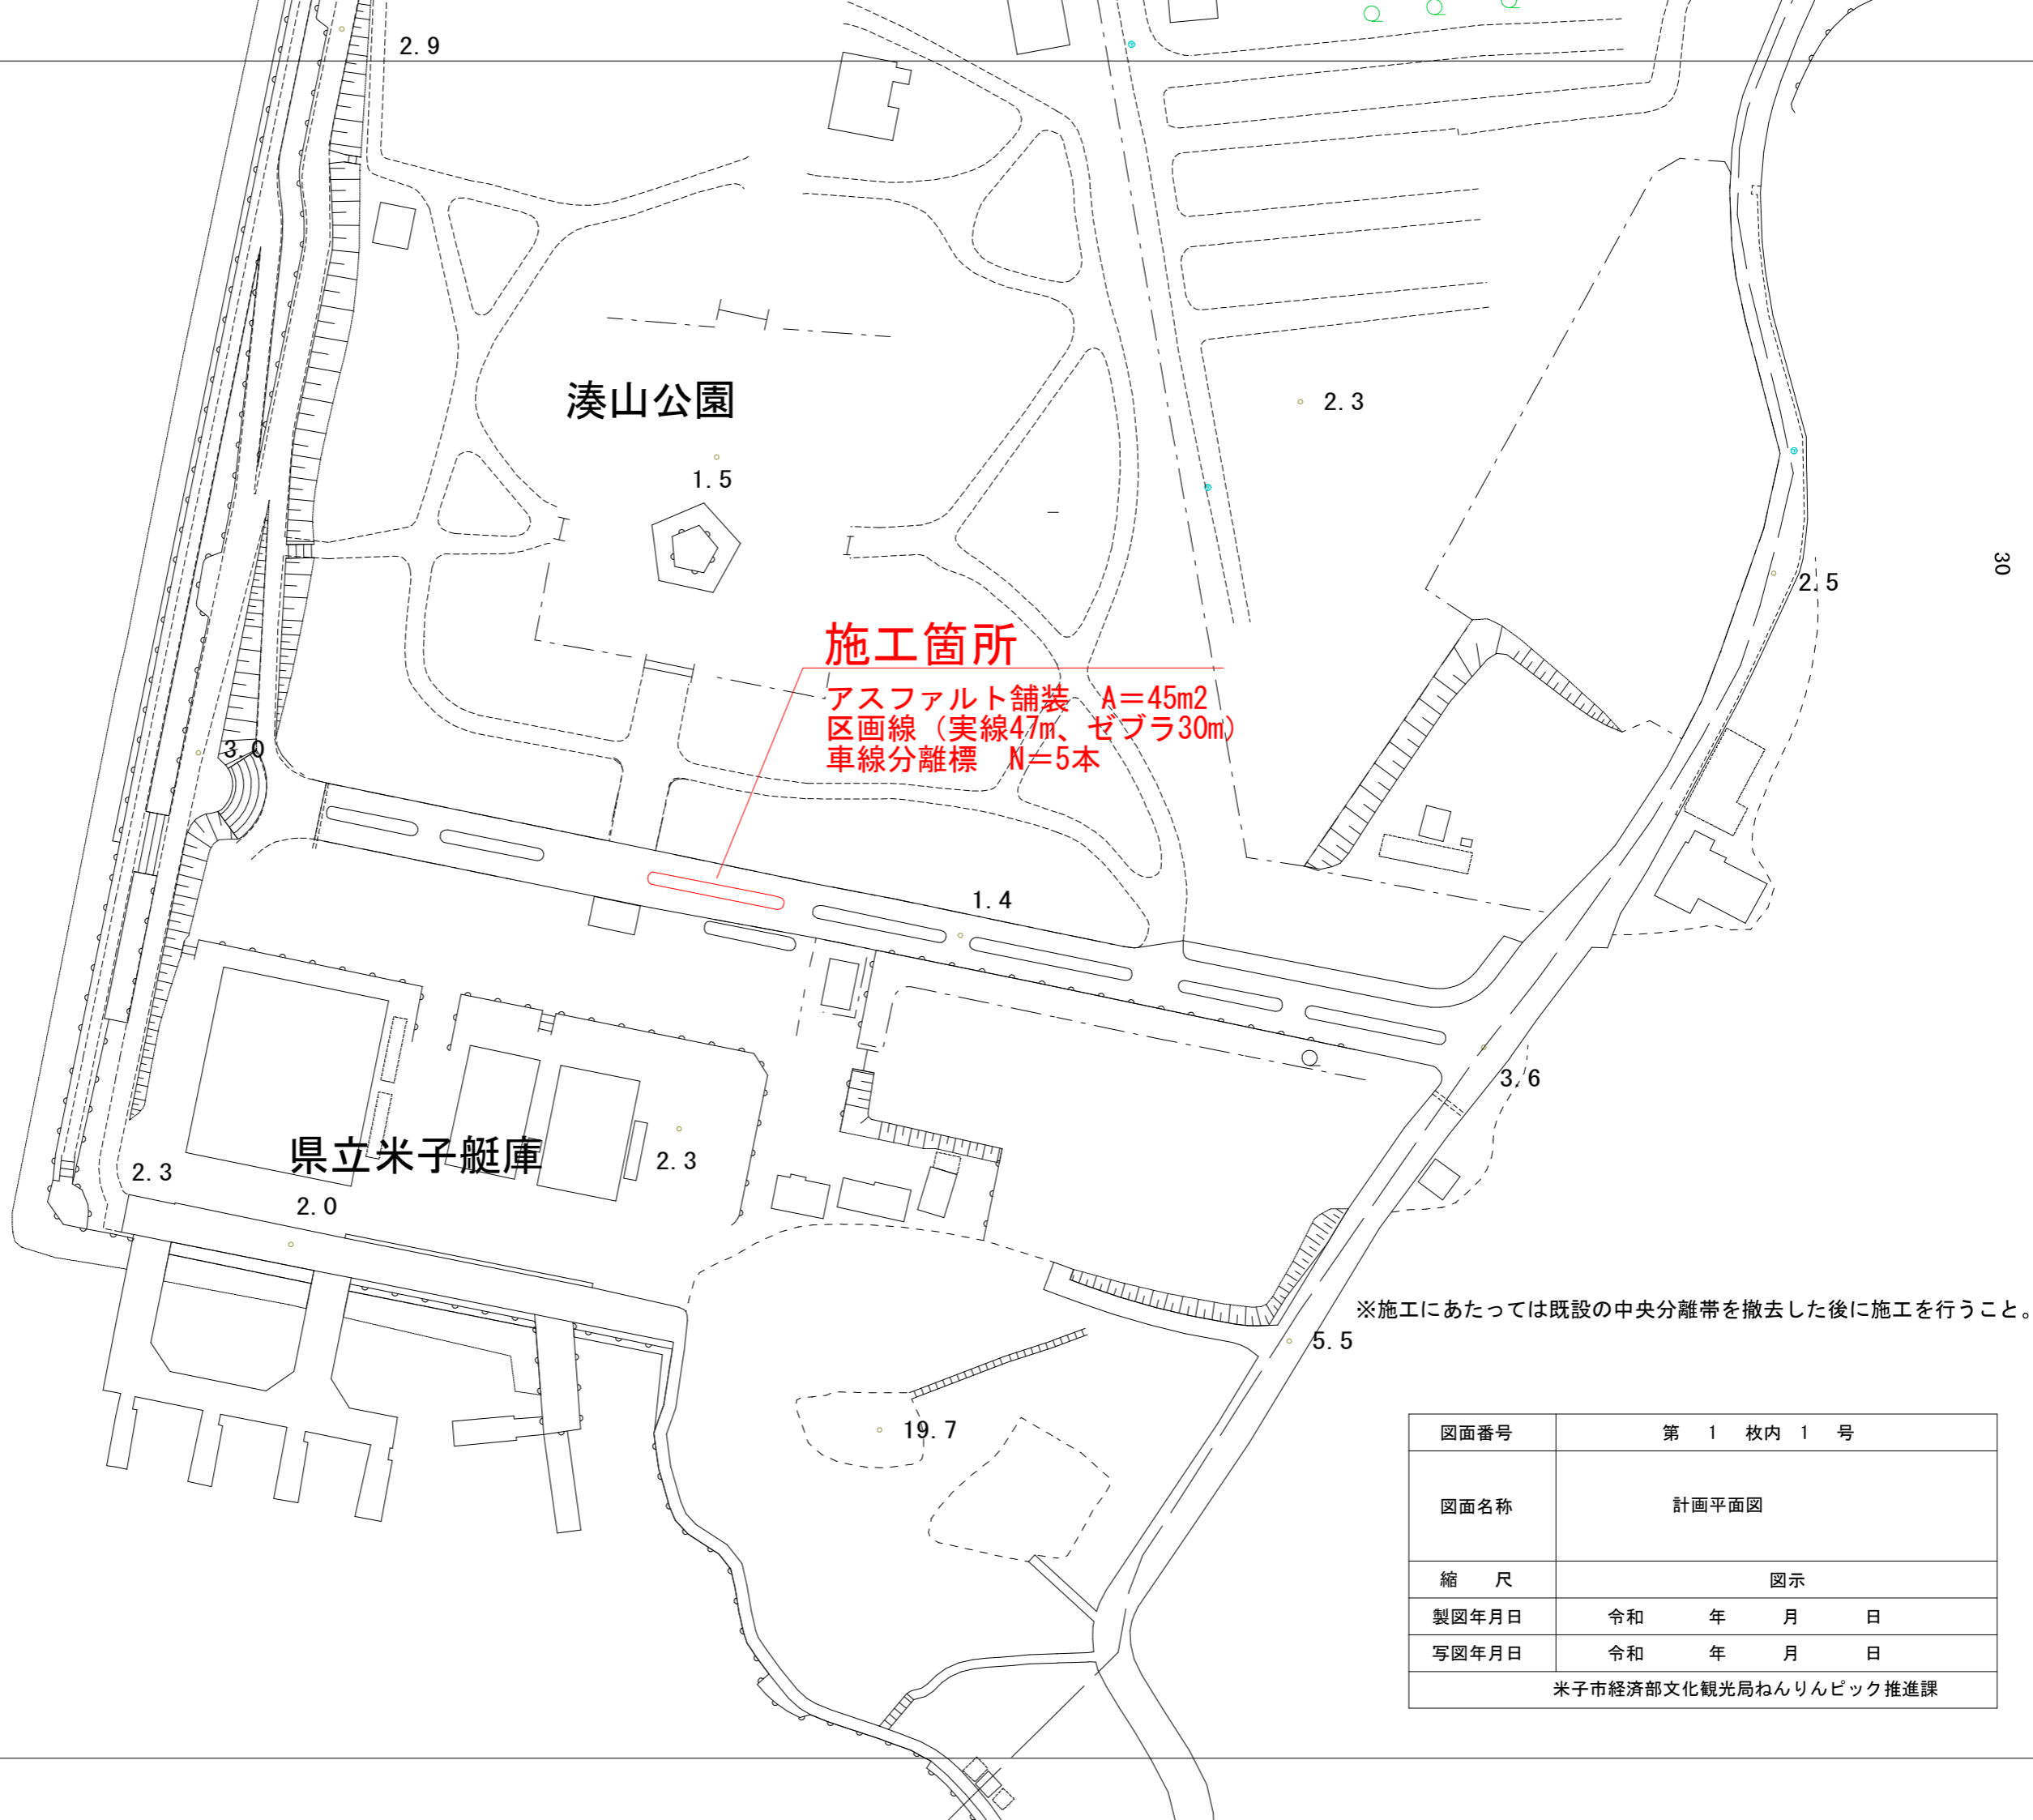 2.9
湊山公園
2.3
1.5
30
2.5
施工箇所
アスファルト舗装　A＝45m2
区画線（実線47m、ゼブラ30m）
車線分離標　N＝5本
3.0
1.4
3.6
県立米子艇庫
2.3
2.3
2.0
※施工にあたっては既設の中央分離帯を撤去した後に施工を行うこと。
5.5
19.7
図面番号　第　1　枚内　1　号
図面名称　計画平面図
縮　尺　図示
製図年月日　令和　年　月　日
写図年月日　令和　年　月　日
米子市経済部文化観光局ねんりんピック推進課